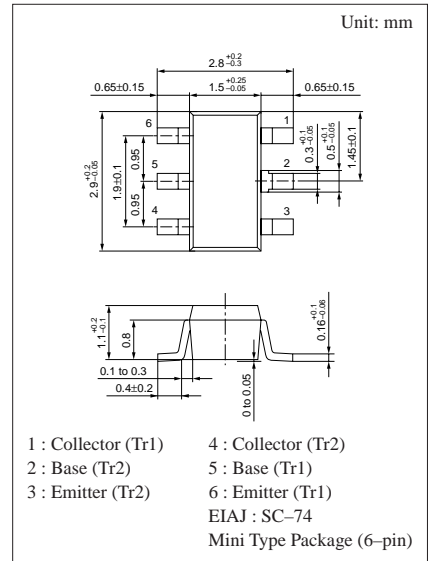 Unit: mm
2.8 +0.2 −0.3
0.65±0.15 1.5 +0.25 −0.05 0.65±0.15
6 1
5 2
4 3
2.9 +0.2 −0.05
1.9±0.1
0.95
0.95
0.3 +0.1 −0.05
0.5 +0.1 −0.05
1.45±0.1
1.1 +0.2 −0.1
0.8
0.16 +0.1 −0.06
0.1 to 0.3
0.4±0.2
0 to 0.05
1 : Collector (Tr1) 4 : Collector (Tr2)
2 : Base (Tr2) 5 : Base (Tr1)
3 : Emitter (Tr2) 6 : Emitter (Tr1)
EIAJ : SC–74
Mini Type Package (6–pin)